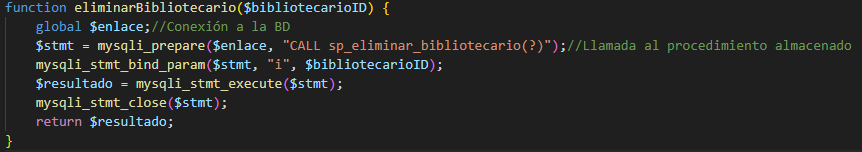 function eliminarBibliotecario($bibliotecarioID) {
    global $enlace;//Conexión a la BD
    $stmt = mysqli_prepare($enlace, "CALL sp_eliminar_bibliotecario(?)");//Llamada al procedimiento almacenado
    mysqli_stmt_bind_param($stmt, "i", $bibliotecarioID);
    $resultado = mysqli_stmt_execute($stmt);
    mysqli_stmt_close($stmt);
    return $resultado;
}